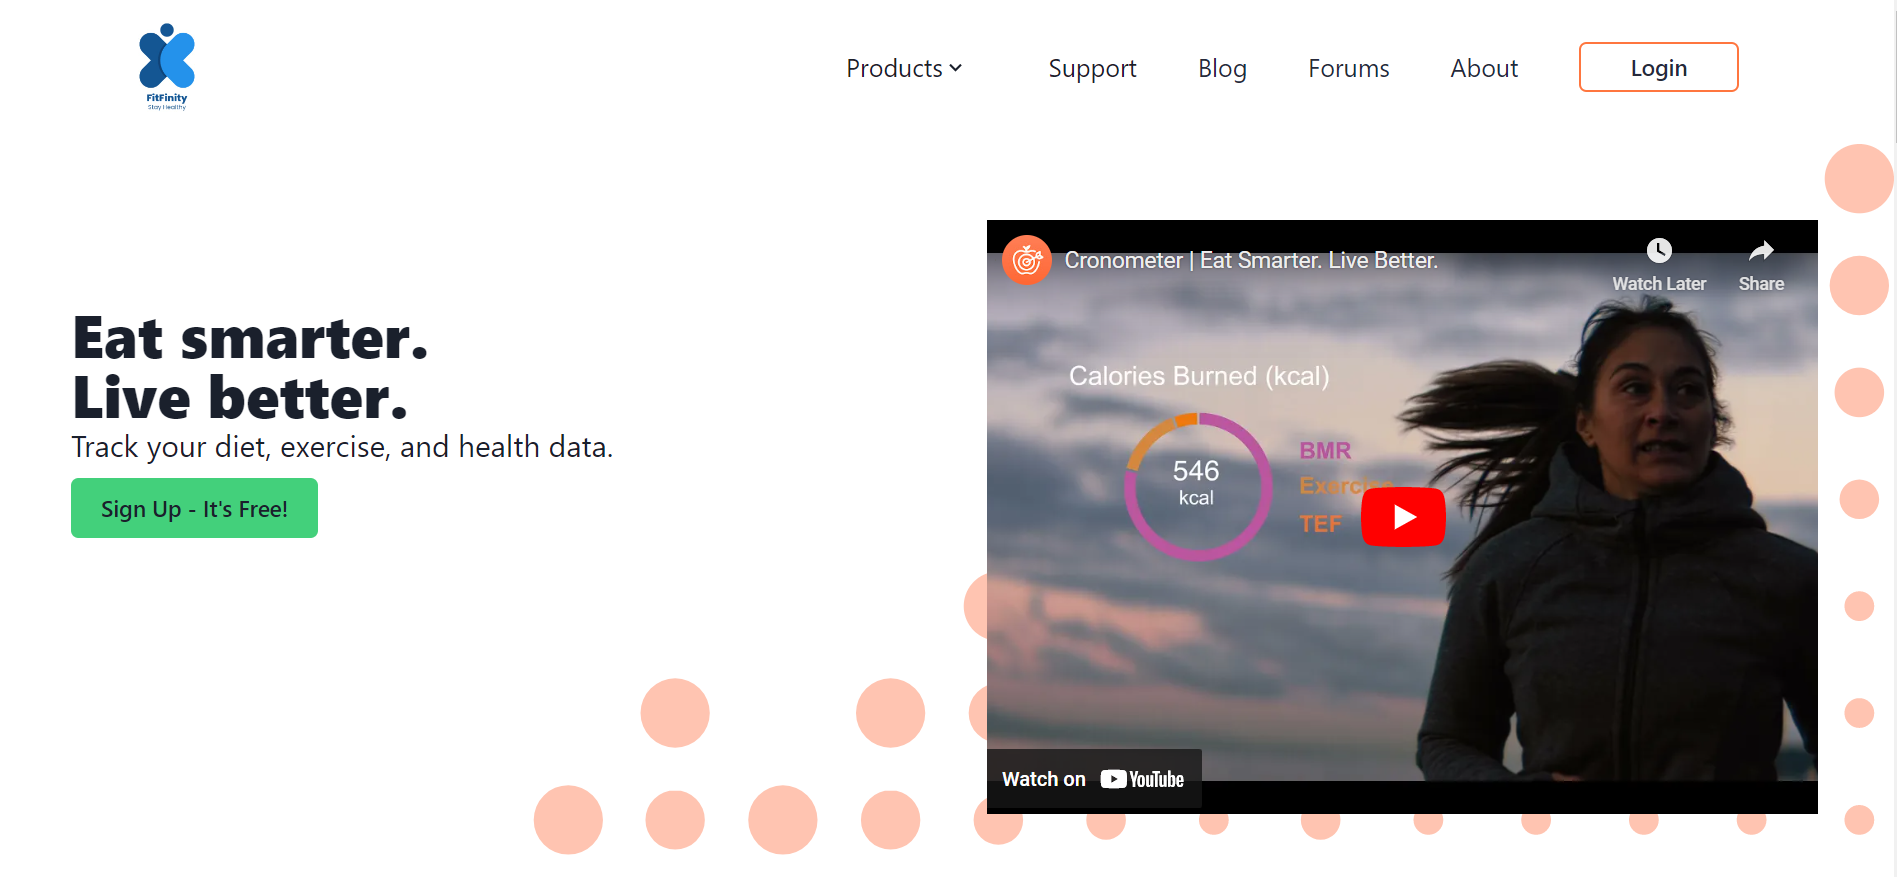 FitFinity
Stay Healthy
Products
Support
Blog
Forums
About
Login
Eat smarter.
Live better.
Track your diet, exercise, and health data.
Sign Up - It's Free!
Cronometer | Eat Smarter. Live Better.
Watch Later
Share
Calories Burned (kcal)
546
kcal
BMR
Exercise
TEF
Watch on YouTube